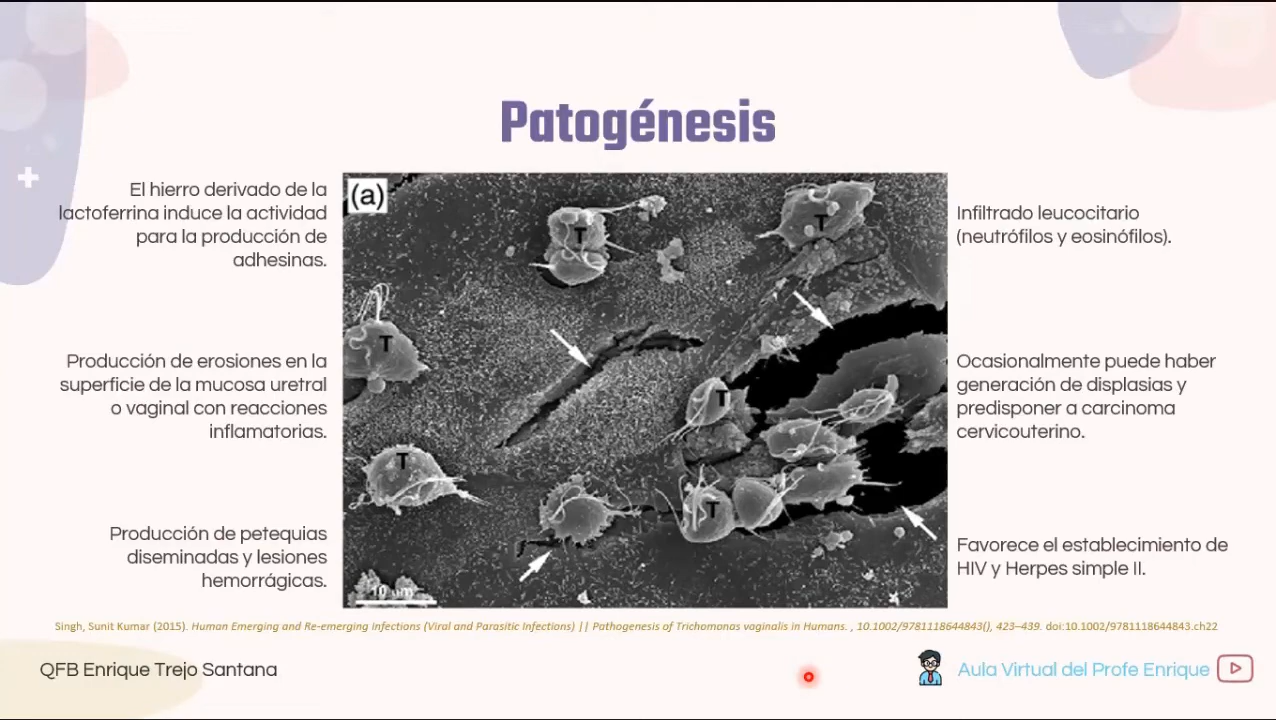 Patogénesis
El hierro derivado de la
lactoferrina induce la actividad
para la producción de
adhesinas.
Producción de erosiones en la
superficie de la mucosa uretral
o vaginal con reacciones
inflamatorias.
Producción de petequias
diseminadas y lesiones
hemorrágicas.
(a)
T
T
T
T
T
T
10 µm
Infiltrado leucocitario
(neutrófilos y eosinófilos).
Ocasionalmente puede haber
generación de displasias y
predisponer a carcinoma
cervicouterino.
Favorece el establecimiento de
HIV y Herpes simple II.
Singh, Sunit Kumar (2015). Human Emerging and Re-emerging Infections (Viral and Parasitic Infections) || Pathogenesis of Trichomonas vaginalis in Humans. , 10.1002/9781118644843(), 423–439. doi:10.1002/9781118644843.ch22
QFB Enrique Trejo Santana
Aula Virtual del Profe Enrique